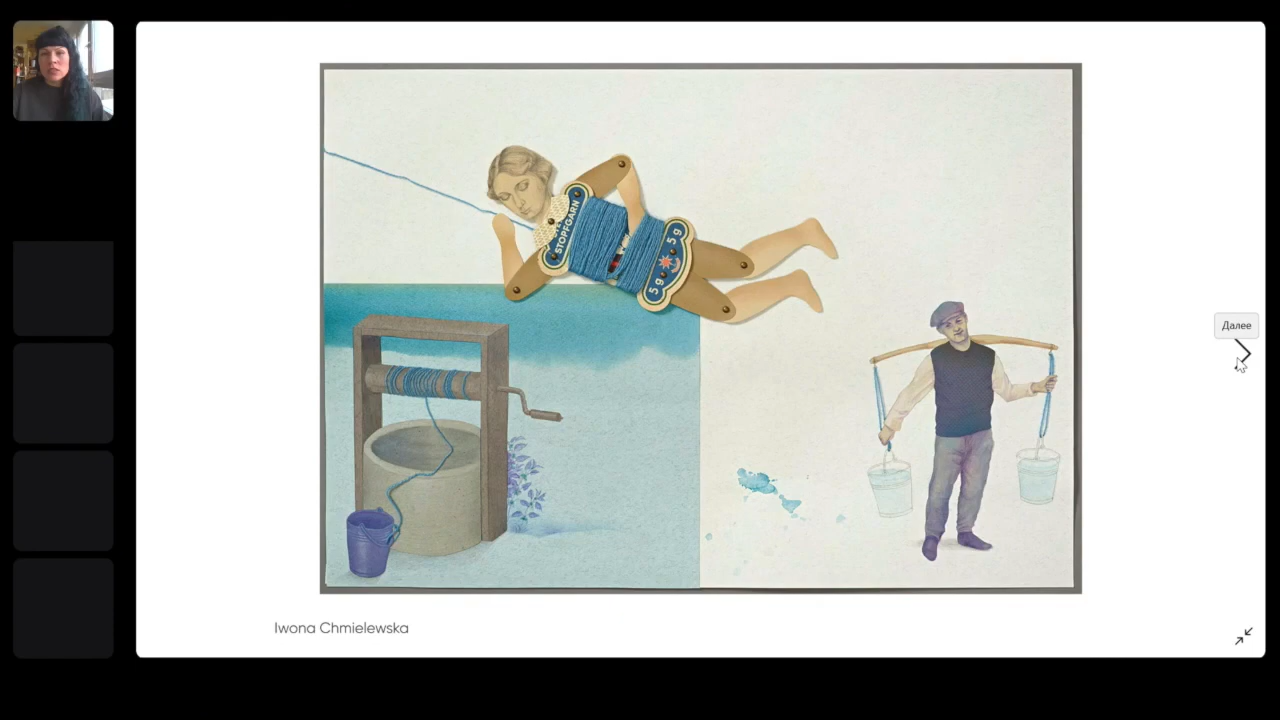 STOPFGARN
5g
5g
Далее
Iwona Chmielewska